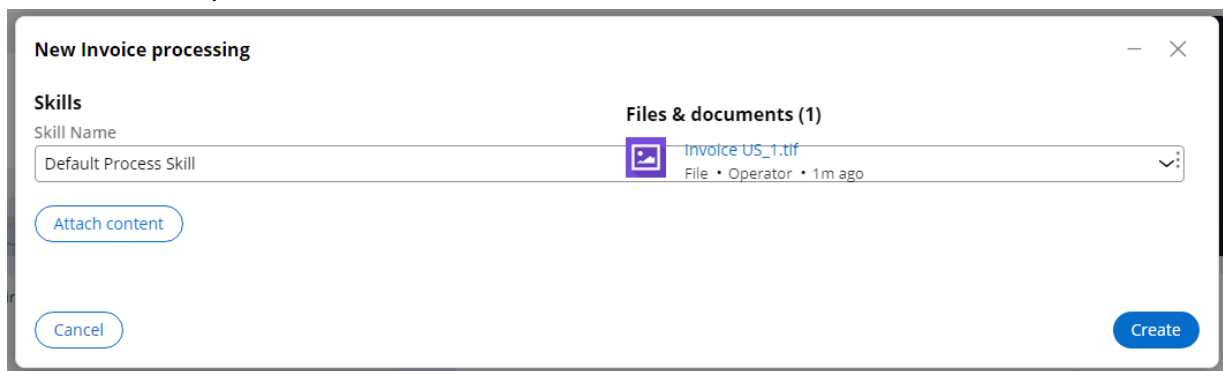 New Invoice processing
Skills
Skill Name
Default Process Skill
Files & documents (1)
Invoice US_1.tif
File • Operator • 1m ago
Attach content
Cancel
Create